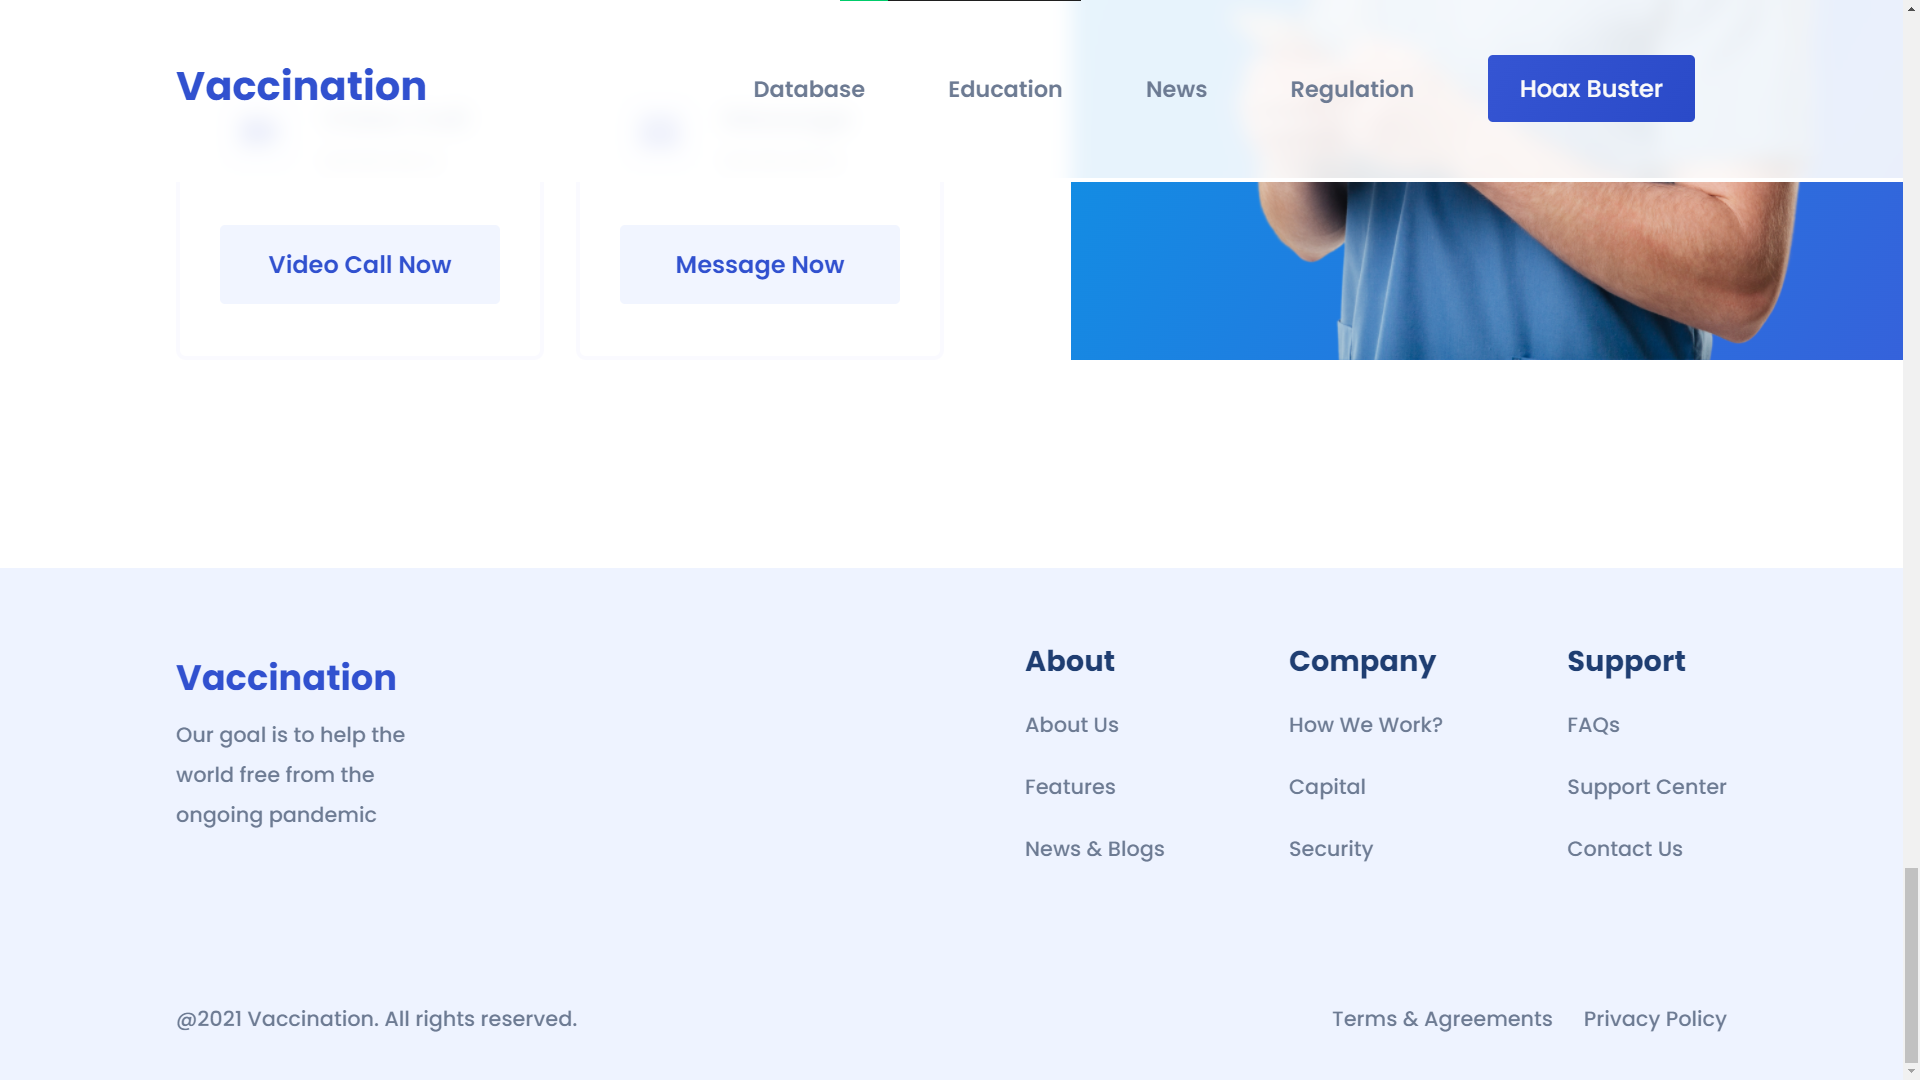 Vaccination
Database
Education
News
Regulation
Hoax Buster
Video Call Now
Message Now
Vaccination
Our goal is to help the
world free from the
ongoing pandemic
About
About Us
Features
News & Blogs
Company
How We Work?
Capital
Security
Support
FAQs
Support Center
Contact Us
@2021 Vaccination. All rights reserved.
Terms & Agreements
Privacy Policy